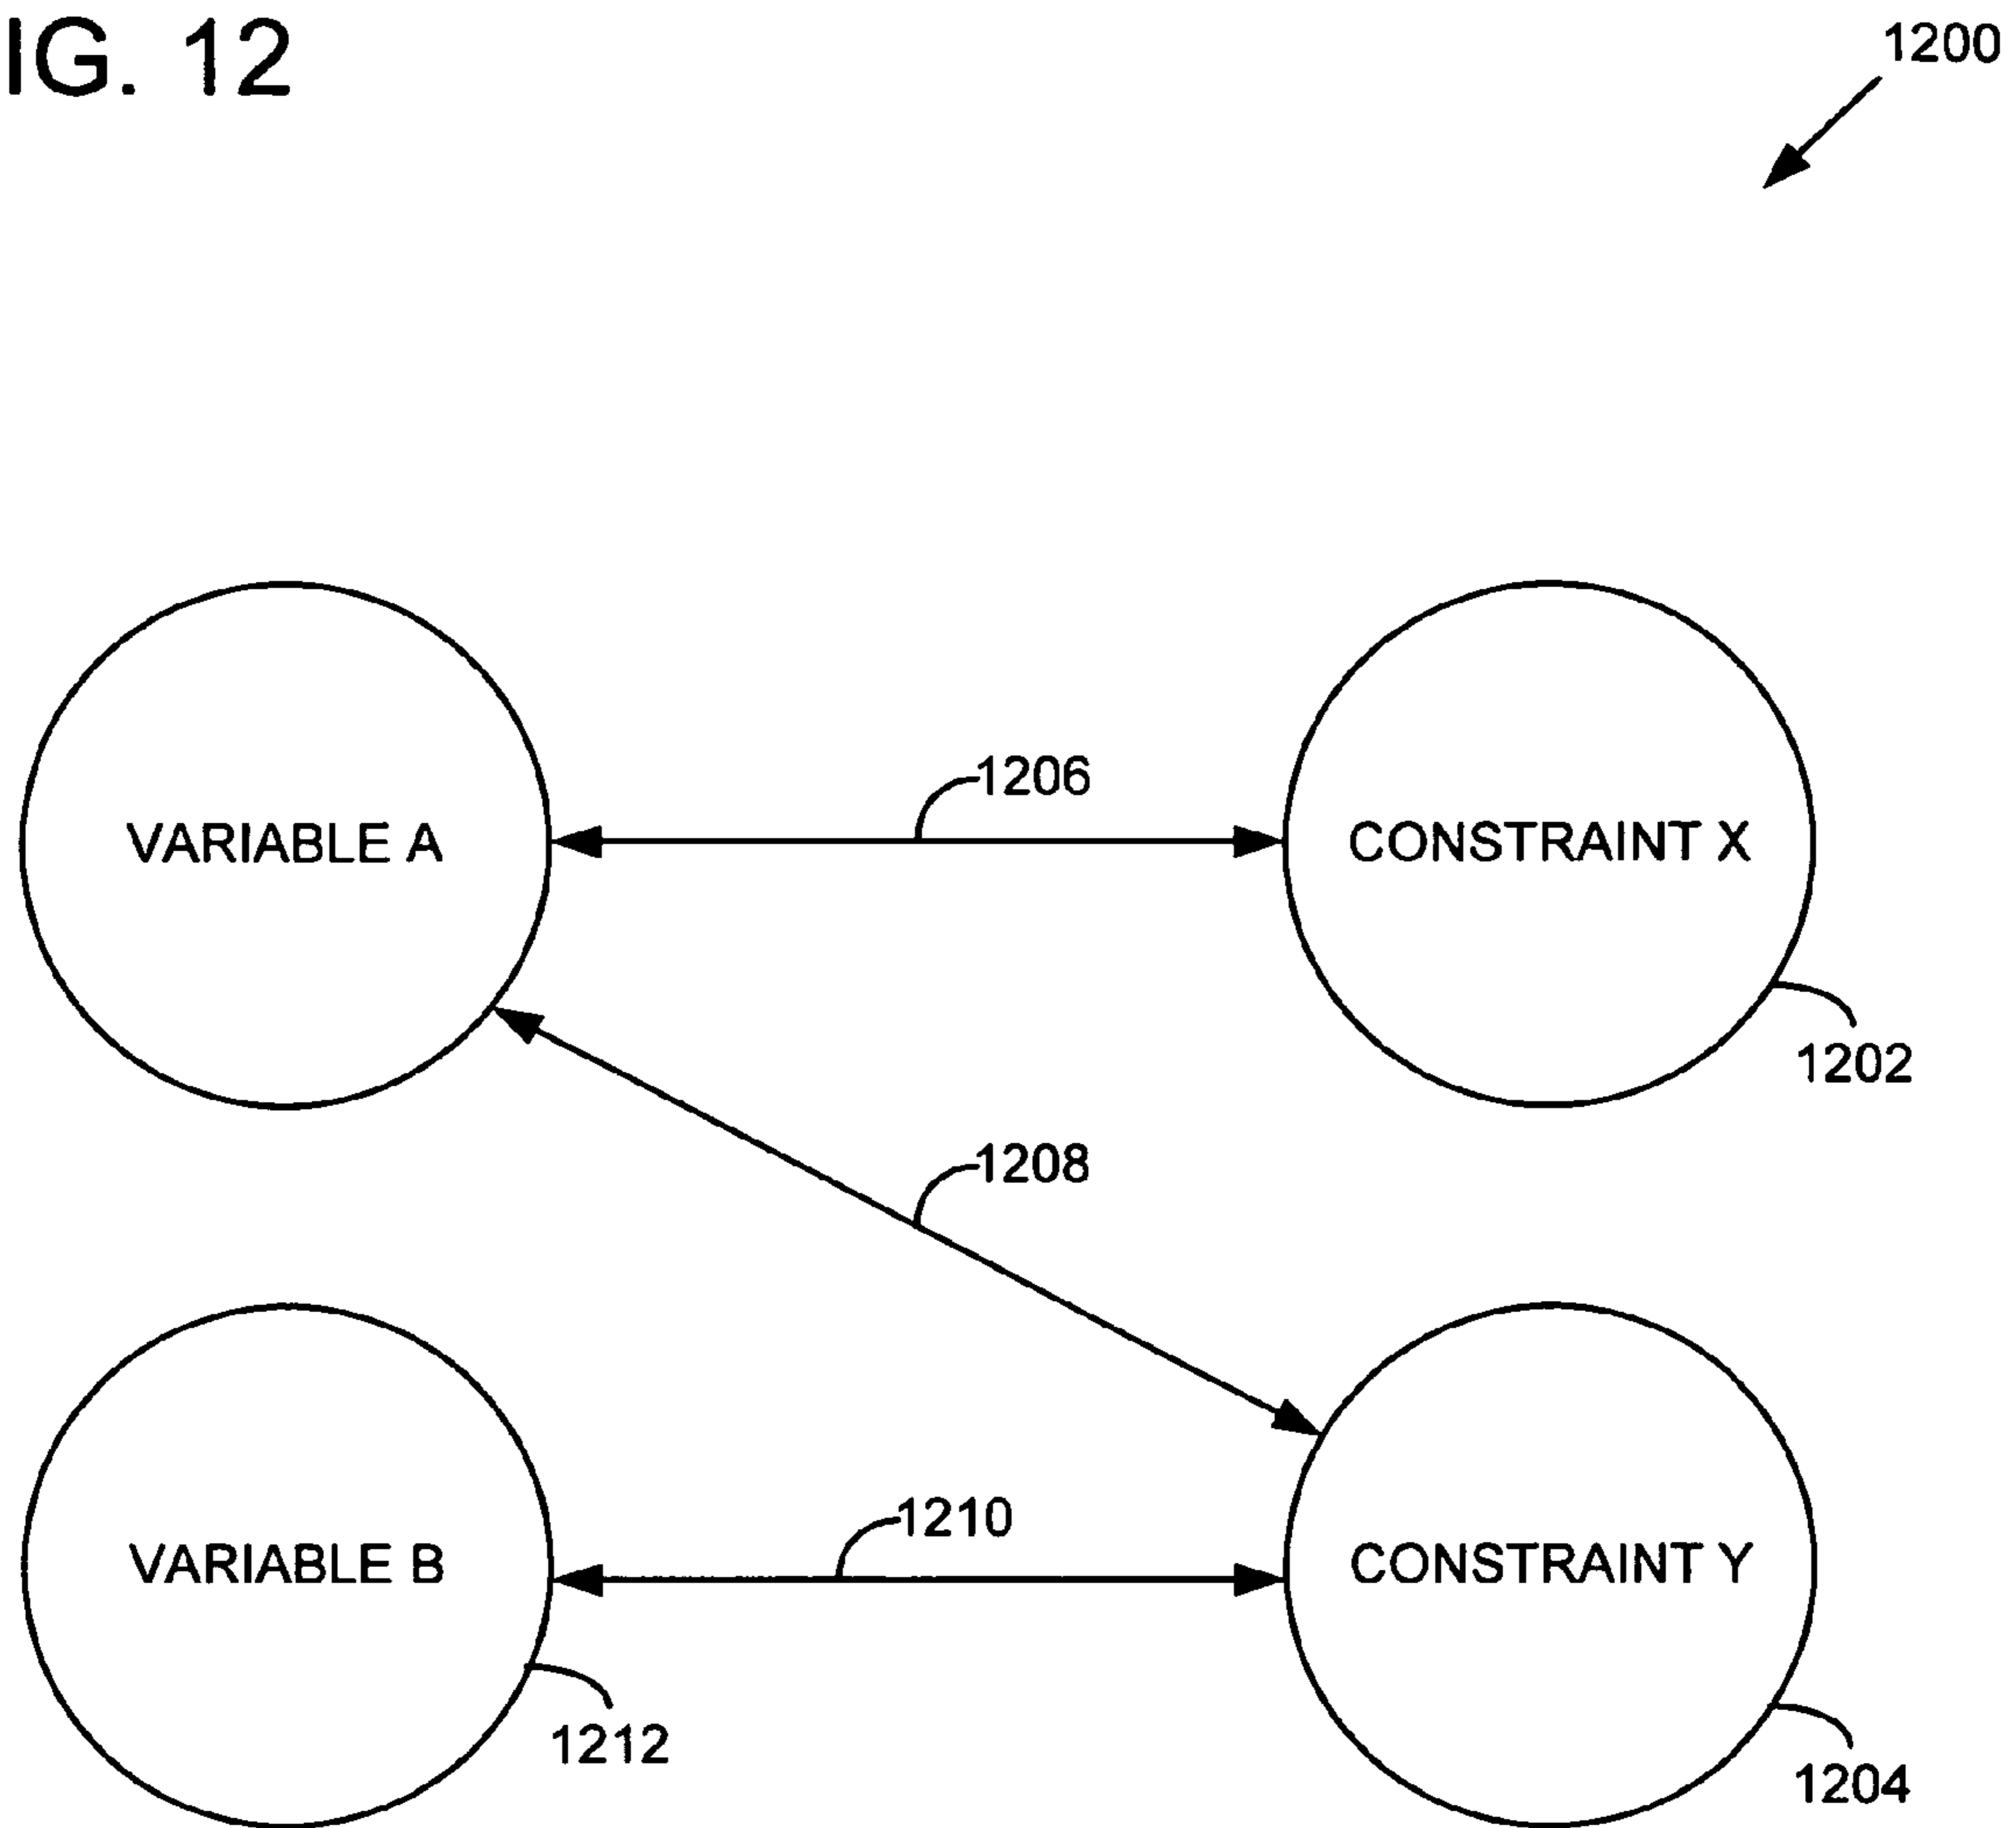 IG. 12
1200
1206
VARIABLE A
CONSTRAINT X
1202
1208
1210
VARIABLE B
CONSTRAINT Y
1212
1204